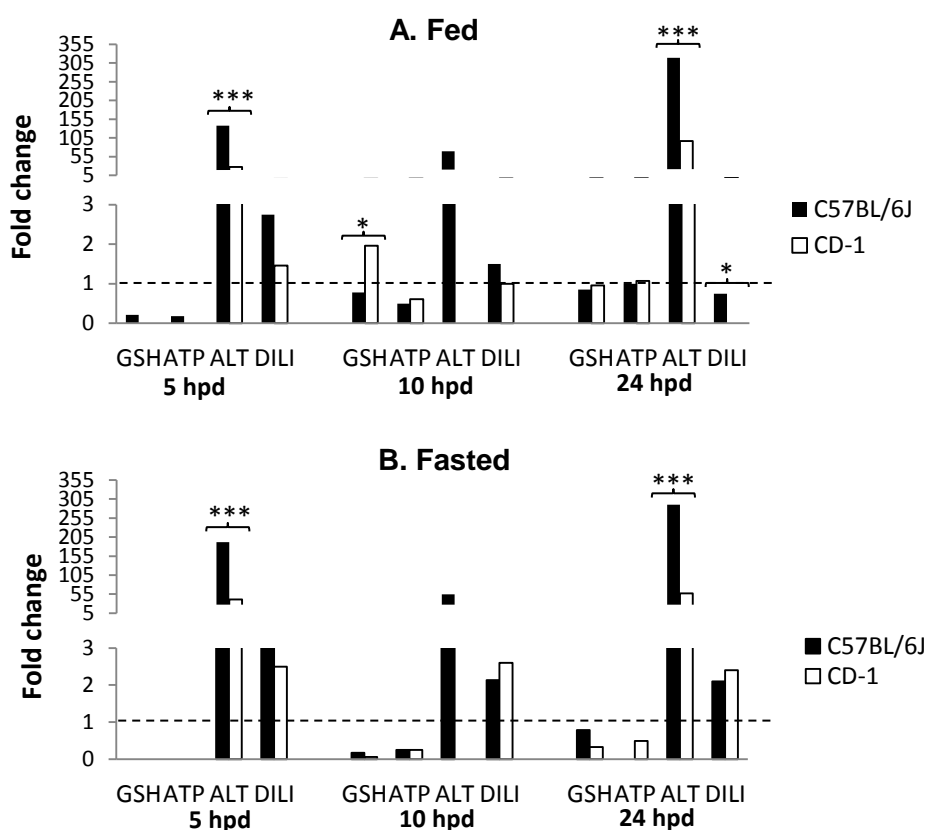 A. Fed
Fold change
355
305
255
205
155
105
55
5
3
2
1
0
***
*
***
*
C57BL/6J
CD-1
GSHATP ALT DILI GSHATP ALT DILI GSHATP ALT DILI
5 hpd 10 hpd 24 hpd
B. Fasted
Fold change
355
305
255
205
155
105
55
5
3
2
1
0
***
***
C57BL/6J
CD-1
GSHATP ALT DILI GSHATP ALT DILI GSHATP ALT DILI
5 hpd 10 hpd 24 hpd